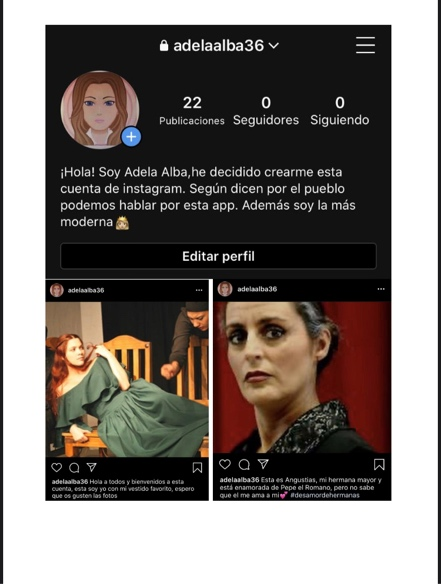 adelaalba36
22 0 0
Publicaciones Seguidores Siguiendo
¡Hola! Soy Adela Alba,he decidido crearme esta
cuenta de instagram. Según dicen por el pueblo
podemos hablar por esta app. Además soy la más
moderna👸🏼
Editar perfil
adelaalba36
adelaalba36 Hola a todos y bienvenidos a esta
cuenta, esta soy yo con mi vestido favorito, espero
que os gusten las fotos
adelaalba36
adelaalba36 Esta es Angustias, mi hermana mayor y
está enamorada de Pepe el Romano, pero no sabe
que el me ama a mi💕 #desamordehermanas